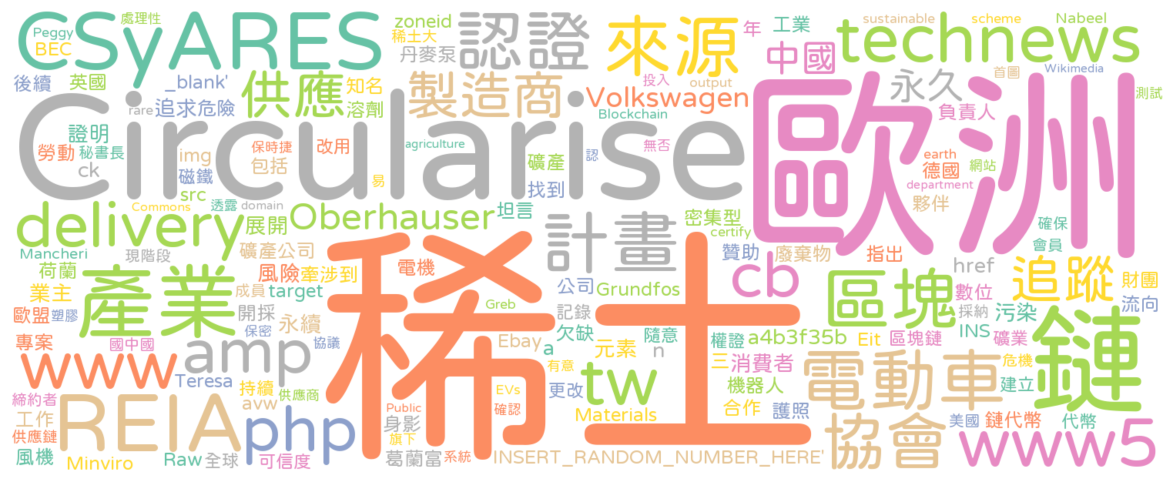 Peggy 處理性
BEC
CSyARES
認證
zoneid
稀土大
丹麥泵
來源
年 工業
中國
sustainable scheme Nabeel
technews
後續 英國 _blank'
rare 追求危險
供應
知名
溶劑
製造商
Volkswagen
Blockchain
投入 output
永久
首圖 Wikimedia
負責人
測試
證明
勞動 秘書長
ck
img
包括
磁鐵
src
保時捷 改用
易
Circularise
agriculture
礦產
找到
無否 認
歐洲
earth
德國 網站
department
夥伴
Commons 透露 domain
delivery
展開
Oberhauser
坦言
計畫
密集型
certify
贊助 廢棄物 指出
確保
會員
Mancheri 現階段
荷蘭
業主
礦產公司
風險 牽涉到
電機
稀土
公司 Grundfos
cb
區塊
href
數位
追蹤
財團
流向
歐盟 塑膠
產業
成員 target
開採 永續
保密
協議
Greb
記錄
欠缺 隨意
權證 a4b3f35b
區塊鏈
採納 污染
INS 礦業
鏈
專案
國中國
www
amp
Ebay a
元素 n
三 消費者
Eit
電動車
危機
建立
締約者
工作
供應鏈
風機
REIA
Teresa
持續 供應商
avw
php
有意
EVs
確認
更改
tw
Materials
機器人
合作 護照
協會
美國 鏈代幣 代幣
www5
Minviro
Raw 全球
可信度
Public
身影
旗下
葛蘭富 系統
INSERT_RANDOM_NUMBER_HERE'